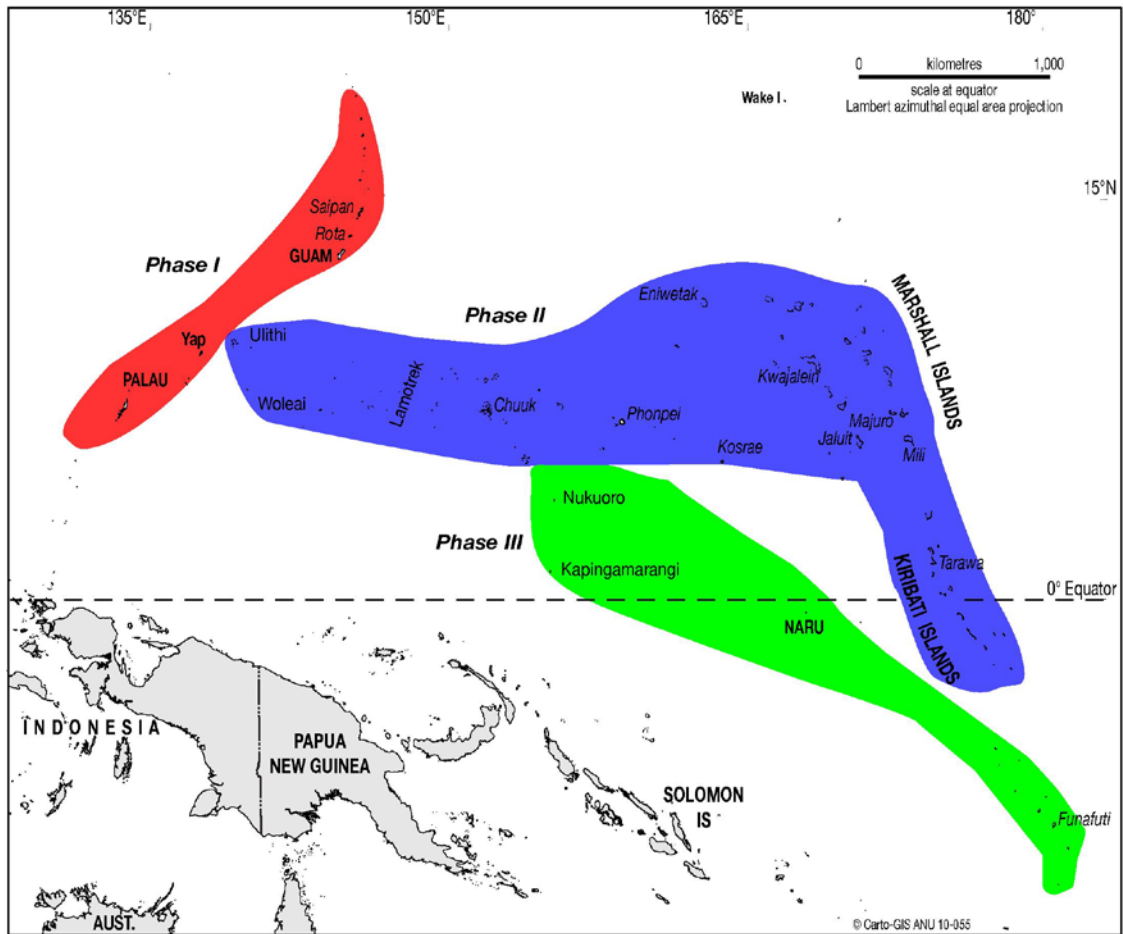 135°E
150°E
165°E
180°
0 kilometres 1,000
scale at equator
Lambert azimuthal equal area projection
Wake I.
15°N
Saipan
Rota
GUAM
Phase I
MARSHALL ISLANDS
Eniwetak
Phase II
Yap
Ulithi
PALAU
Kwajalein
Lamotrek
Woleai
Chuuk
Phonpei
Majuro
Jaluit
Mili
Kosrae
Nukuoro
Phase III
Kapingamarangi
Tarawa
0° Equator
KIRIBATI ISLANDS
NARU
INDONESIA
PAPUA
NEW GUINEA
SOLOMON
IS
Funafuti
AUST.
© Carto-GIS ANU 10-055